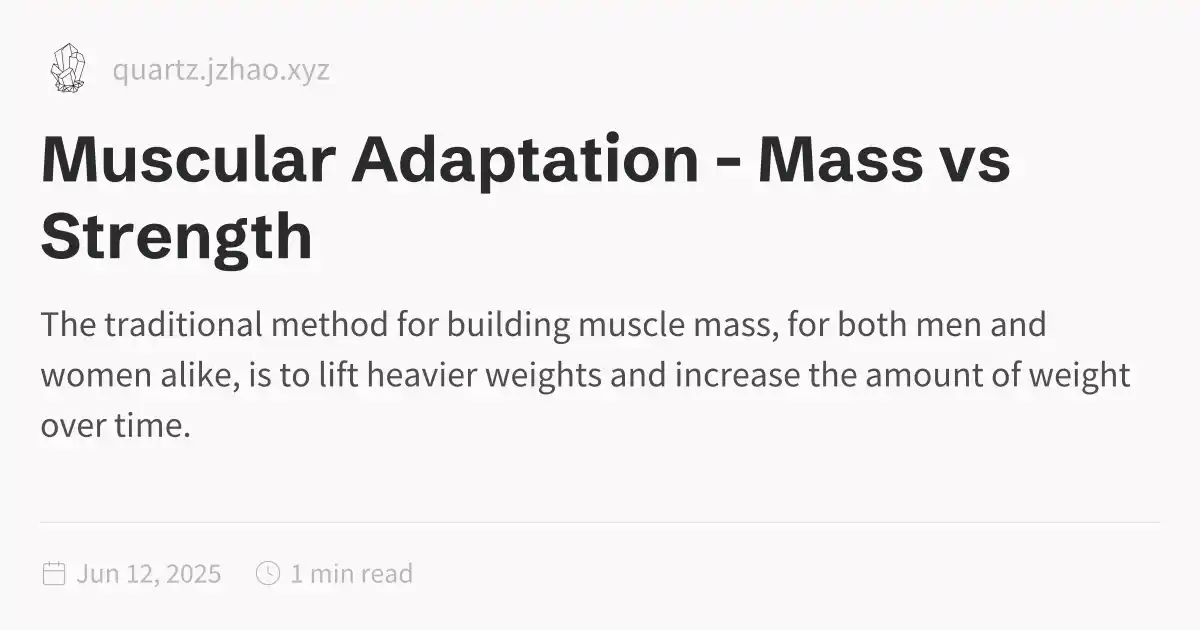 quartz.jzhao.xyz
Muscular Adaptation - Mass vs
Strength
The traditional method for building muscle mass, for both men and
women alike, is to lift heavier weights and increase the amount of weight
over time.
Jun 12, 2025 1 min read